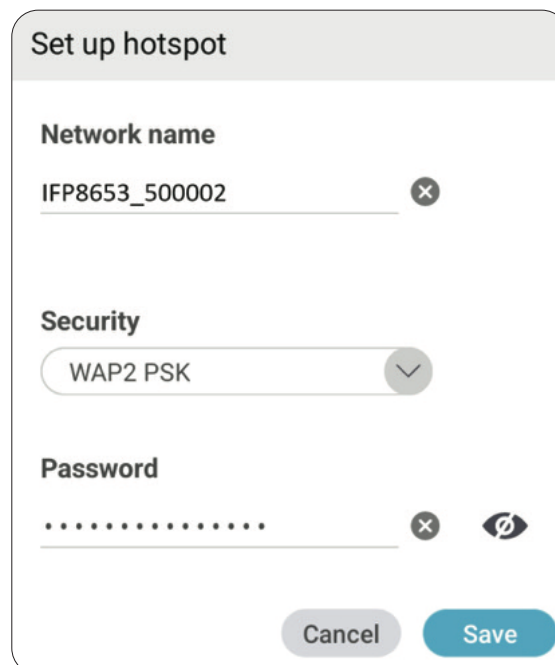 Set up hotspot
Network name
IFP8653_500002
Security
WAP2 PSK
Password
•••••••••••••••
Cancel Save